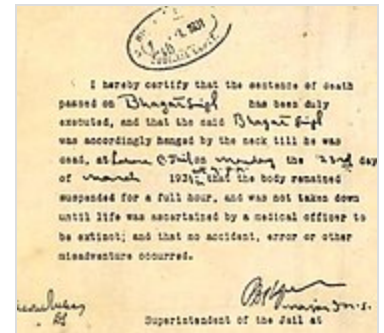 I hereby certify that the sentence of death
passed on Bhagat Singh has been duly
executed, and that the said Bhagat Singh
was accordingly hanged by the neck till he was
dead, at Lahore C. Jail on Monday the 23rd day
of March 1931 that the body remained
suspended for a full hour, and was not taken down
until life was ascertained by a medical officer to
be extinct; and that no accident, error or other
misadventure occurred.
Superintendent of the Jail at